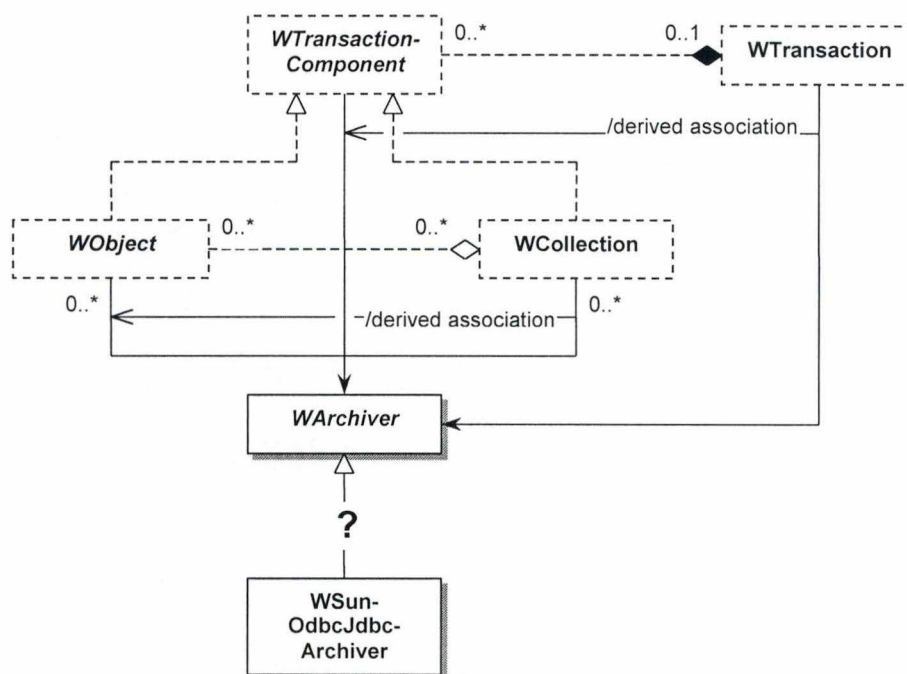 WTransaction-
Component
0..*
0..1
WTransaction
/derived association
WObject
0..*
0..*
WCollection
0..*
/derived association
0..*
WArchiver
?
WSun-
OdbcJdbc-
Archiver